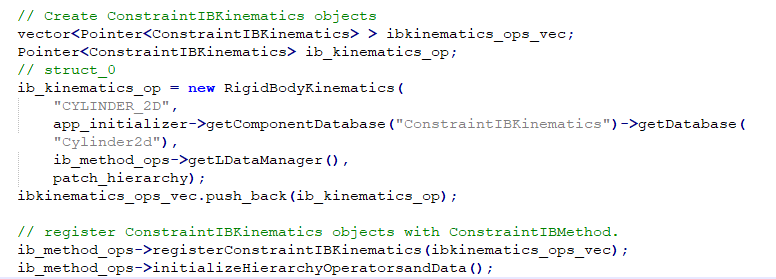 // Create ConstraintIBKinematics objects
vector<Pointer<ConstraintIBKinematics> > ibkinematics_ops_vec;
Pointer<ConstraintIBKinematics> ib_kinematics_op;
// struct_0
ib_kinematics_op = new RigidBodyKinematics(
    "CYLINDER_2D",
    app_initializer->getComponentDatabase("ConstraintIBKinematics")->getDatabase(
    "Cylinder2d"),
    ib_method_ops->getLDataManager(),
    patch_hierarchy);
ibkinematics_ops_vec.push_back(ib_kinematics_op);

// register ConstraintIBKinematics objects with ConstraintIBMethod.
ib_method_ops->registerConstraintIBKinematics(ibkinematics_ops_vec);
ib_method_ops->initializeHierarchyOperatorsandData();